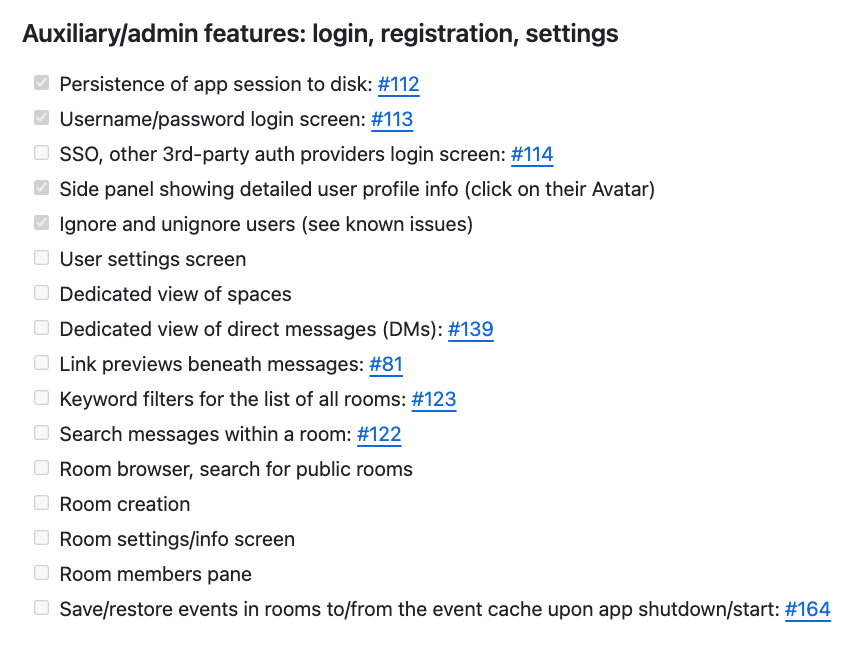 Auxiliary/admin features: login, registration, settings
Persistence of app session to disk: #112
Username/password login screen: #113
SSO, other 3rd-party auth providers login screen: #114
Side panel showing detailed user profile info (click on their Avatar)
Ignore and unignore users (see known issues)
User settings screen
Dedicated view of spaces
Dedicated view of direct messages (DMs): #139
Link previews beneath messages: #81
Keyword filters for the list of all rooms: #123
Search messages within a room: #122
Room browser, search for public rooms
Room creation
Room settings/info screen
Room members pane
Save/restore events in rooms to/from the event cache upon app shutdown/start: #164